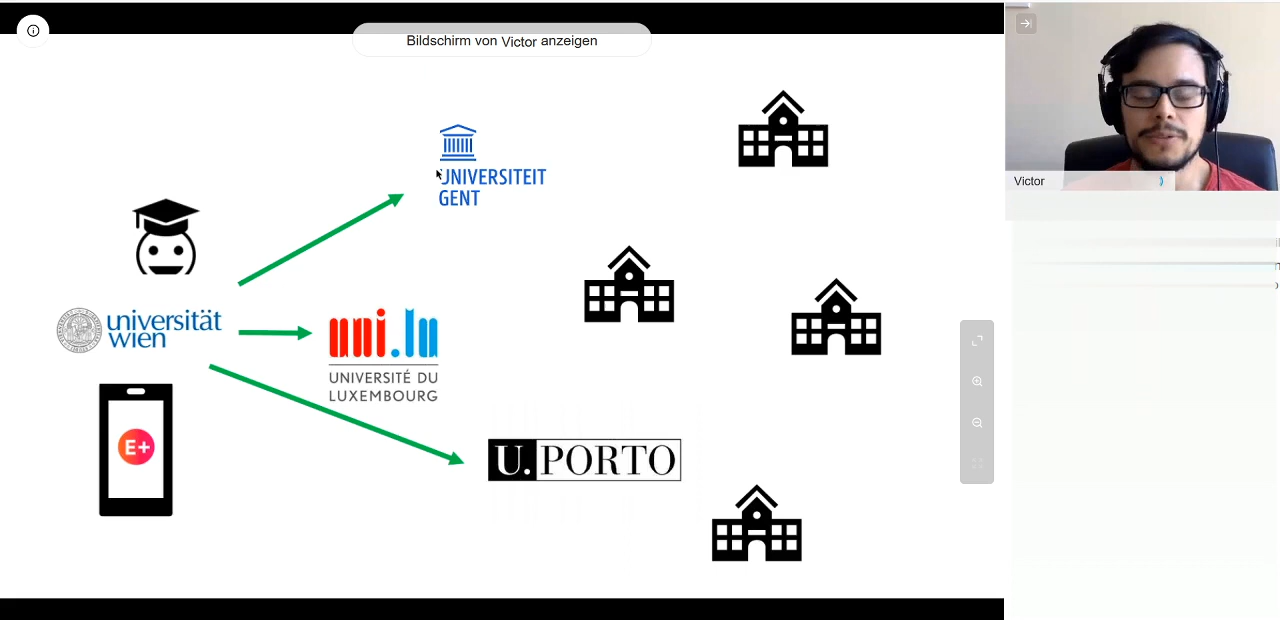 Bildschirm von Victor anzeigen
UNIVERSITEIT
GENT
universität
wien
uni.lu
UNIVERSITÉ DU
LUXEMBOURG
E+
U.PORTO
Victor